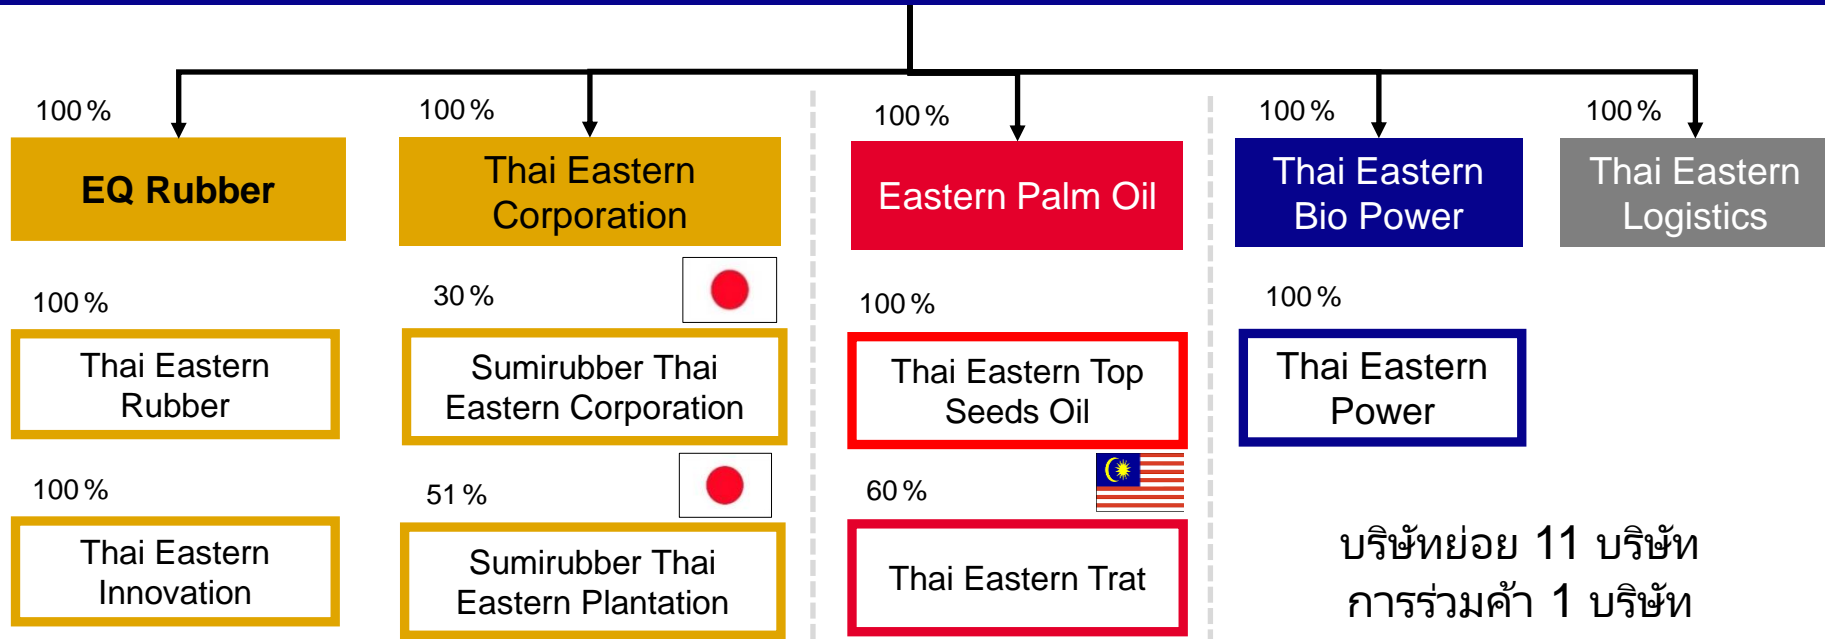 100%
100%
100%
100%
100%
EQ Rubber
Thai Eastern
Corporation
Eastern Palm Oil
Thai Eastern
Bio Power
Thai Eastern
Logistics
100%
30%
100%
100%
Thai Eastern
Rubber
Sumirubber Thai
Eastern Corporation
Thai Eastern Top
Seeds Oil
Thai Eastern
Power
100%
51%
60%
Thai Eastern
Innovation
Sumirubber Thai
Eastern Plantation
Thai Eastern Trat
บริษัทย่อย 11 บริษัท
การร่วมค้า 1 บริษัท